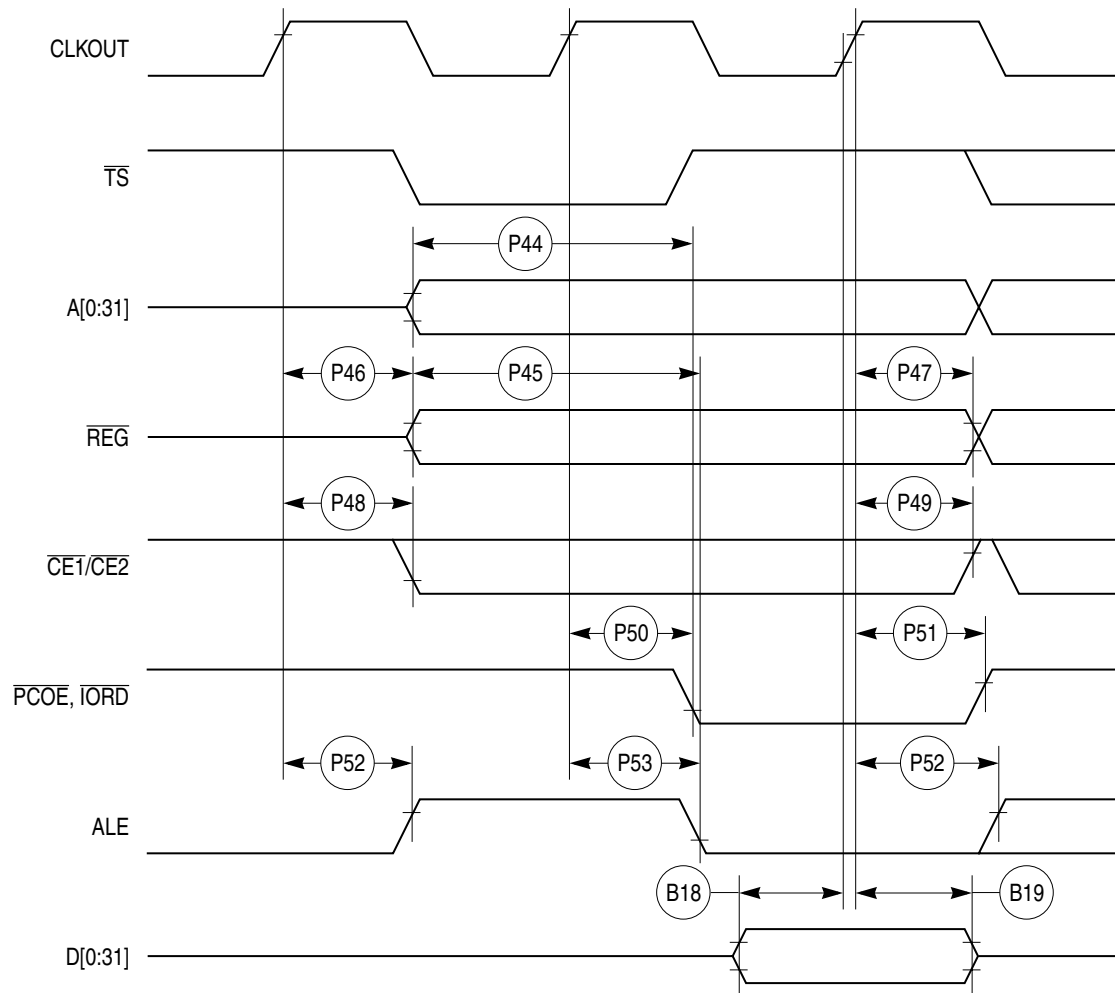 CLKOUT
TS
P44
A[0:31]
P46 P45 P47
REG
P48 P49
CE1/CE2
P50 P51
PCOE, IORD
P52 P53 P52
ALE
B18 B19
D[0:31]